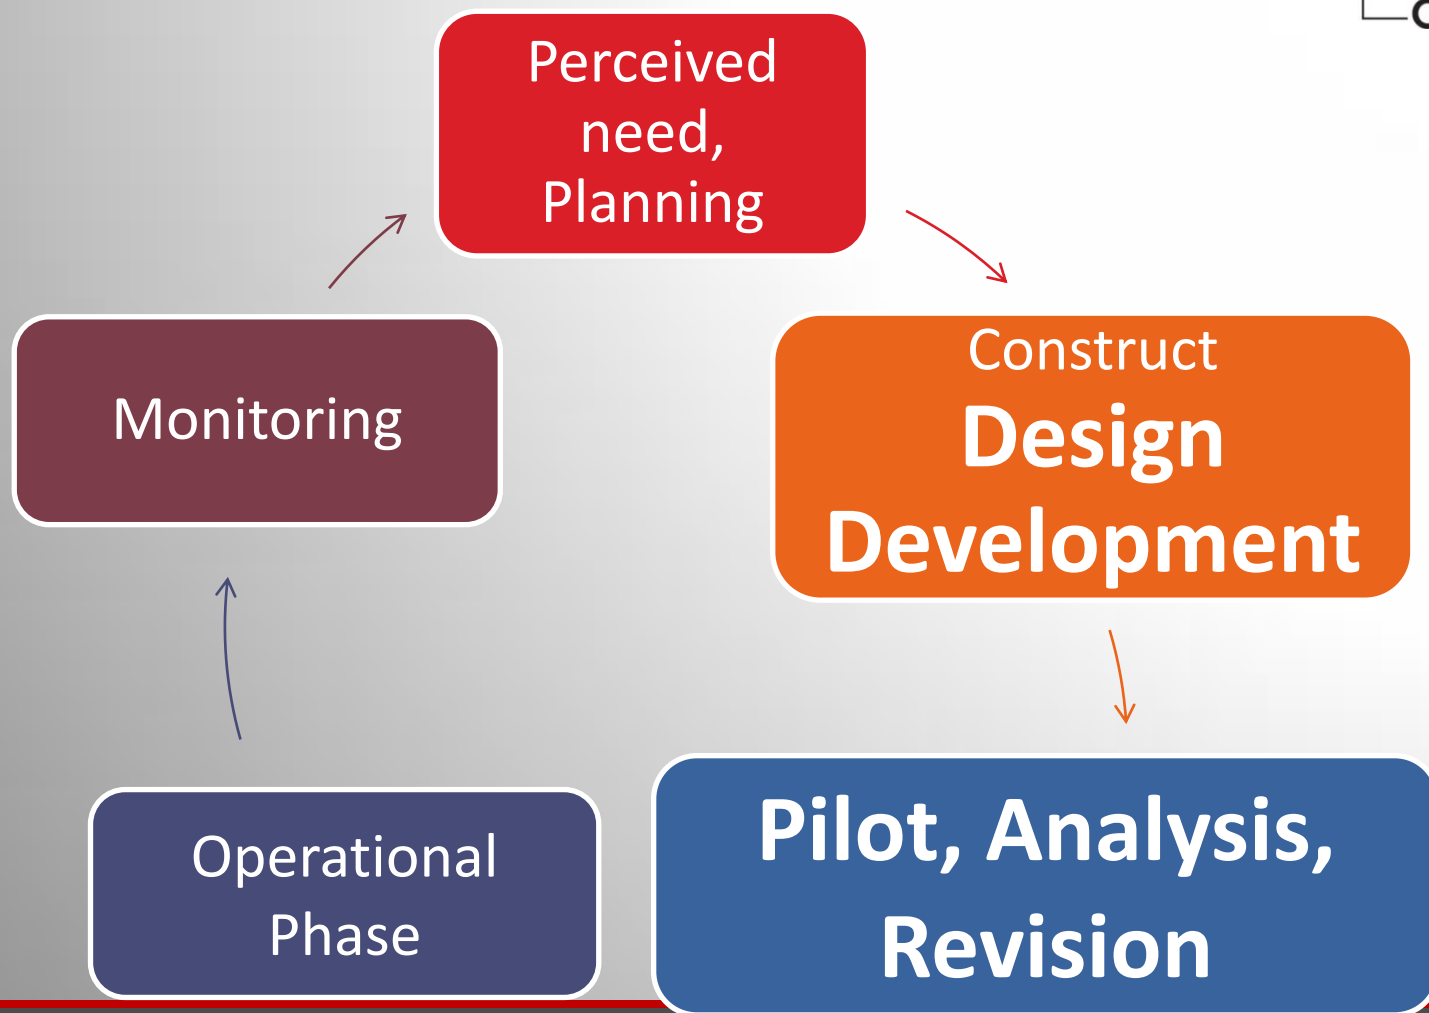 Perceived
need,
Planning
Construct
Design
Development
Pilot, Analysis,
Revision
Operational
Phase
Monitoring